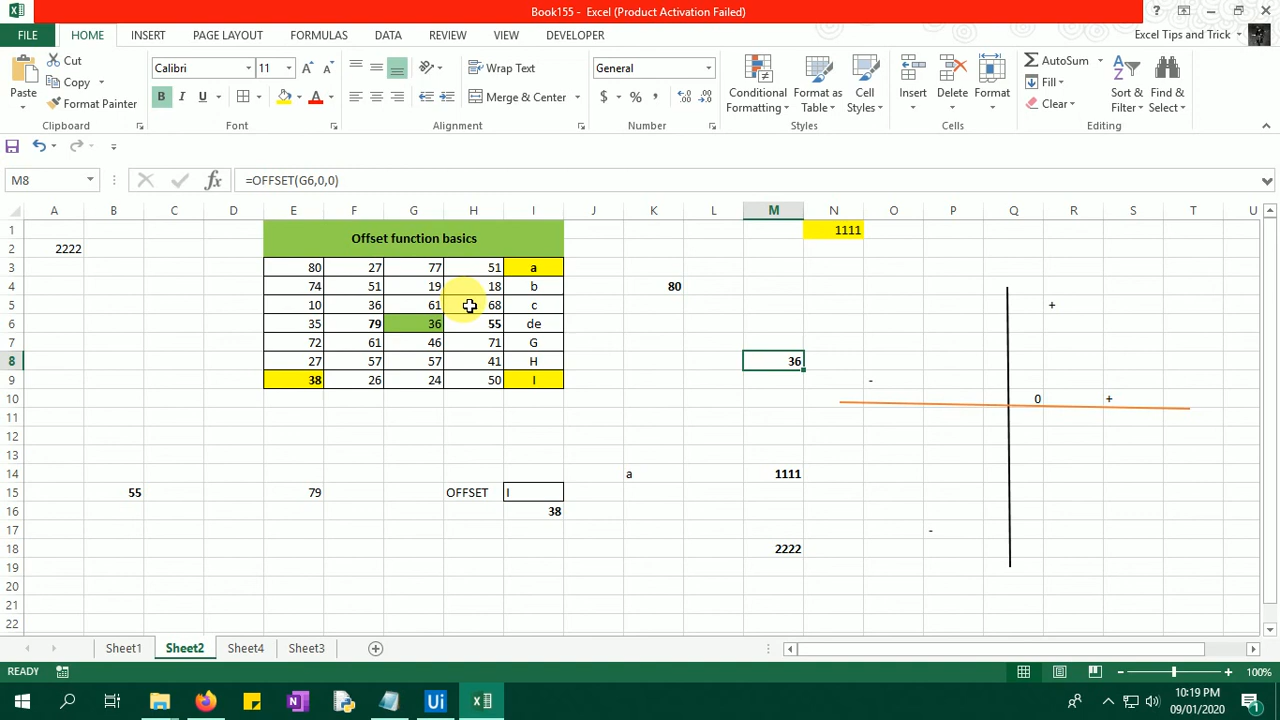 Book155 - Excel (Product Activation Failed)
FILE HOME INSERT PAGE LAYOUT FORMULAS DATA REVIEW VIEW DEVELOPER Excel Tips and Trick
Cut
Copy
Format Painter
Paste
Clipboard
Calibri 11
B I U
Font
Wrap Text
Merge & Center
Alignment
General
$ % ,
Number
Conditional Formatting
Format as Table
Cell Styles
Styles
Insert Delete Format
Cells
AutoSum
Fill
Clear
Sort & Filter
Find & Select
Editing
M8 fx =OFFSET(G6,0,0)
A B C D E F G H I J K L M N O P Q R S T U
1 Offset function basics 1111
2 2222
3 80 27 77 51 a
4 74 51 19 18 b 80
5 10 36 61 68 c +
6 35 79 36 55 de
7 72 61 46 71 G
8 27 57 57 41 H 36
9 38 26 24 50 I -
10 0 +
11
12
13
14 a 1111
15 55 79 OFFSET I
16 38
17 -
18 2222
19
20
21
22
Sheet1 Sheet2 Sheet4 Sheet3
READY 100%
Ui 10:19 PM
09/01/2020